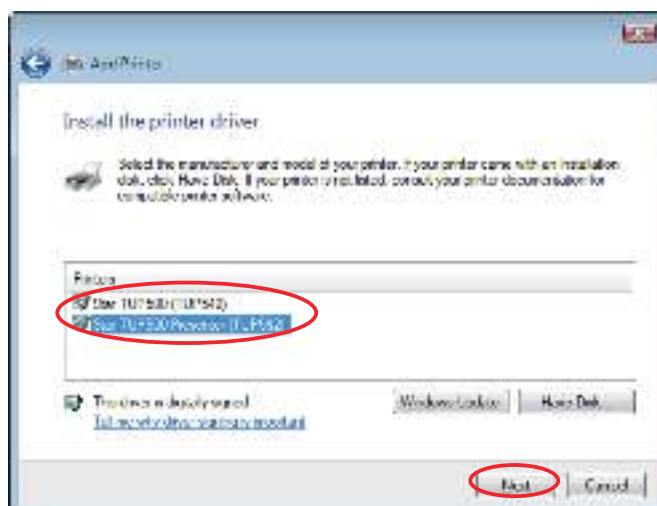 Add Printer
Install the printer driver
Select the manufacturer and model of your printer. If your printer came with an installation
disk, click Have Disk. If your printer is not listed, consult your printer documentation for
compatible printer software.
Printers
Star TUP500 (TUP542)
Star TUP500 Presenter (TUP592)
This driver is digitally signed.
Tell me why driver signing is important
Windows Update
Have Disk...
Next
Cancel